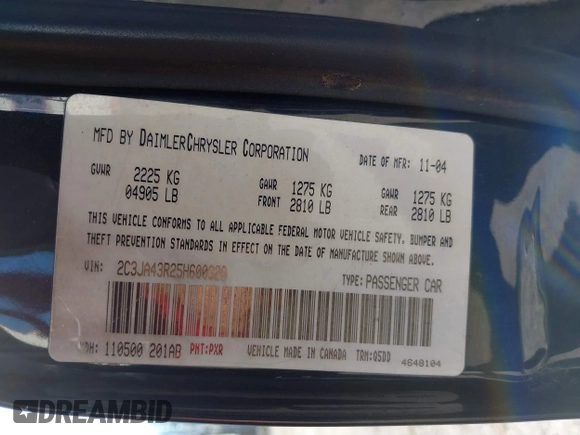 MFD BY DAIMLERCHRYSLER CORPORATION DATE OF MFR: 11-04
GVWR 2225 KG 04905 LB GAWR FRONT 1275 KG 2810 LB GAWR REAR 1275 KG 2810 LB
THIS VEHICLE CONFORMS TO ALL APPLICABLE FEDERAL MOTOR VEHICLE SAFETY, BUMPER AND
THEFT PREVENTION STANDARDS IN EFFECT ON THE DATE OF MANUFACTURE SHOWN ABOVE
VIN: TYPE: PASSENGER CAR
110500 201AB PNT:PXR VEHICLE MADE IN CANADA TRM:Q5DD
4648104
DREAMBID